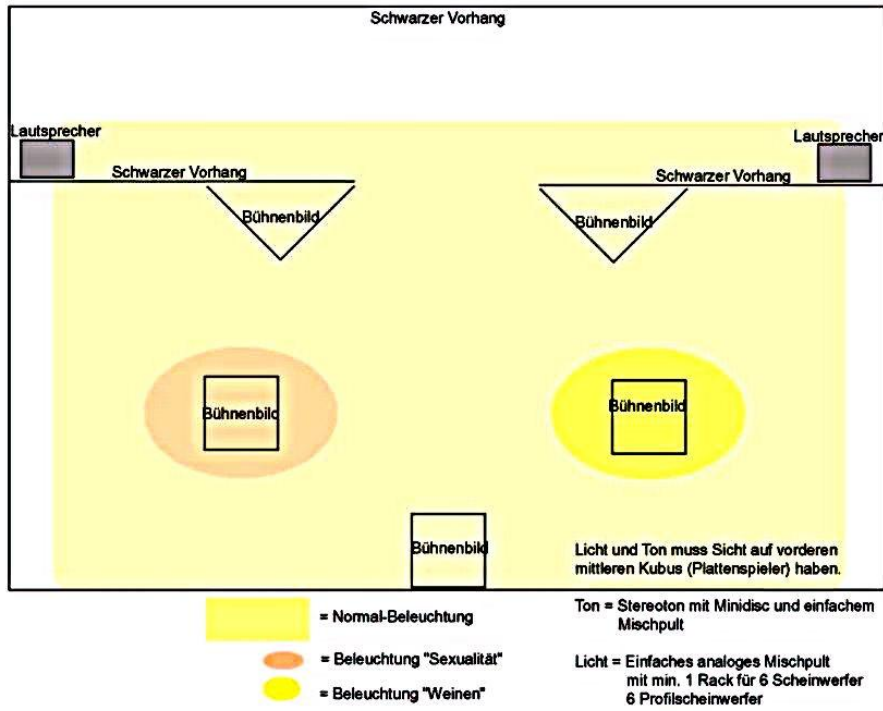 Schwarzer Vorhang
Lautsprecher
Lautsprecher
Schwarzer Vorhang
Schwarzer Vorhang
Bühnenbild
Bühnenbild
Bühnenbild
Bühnenbild
Bühnenbild
Licht und Ton muss Sicht auf vorderen
mittleren Kubus (Plattenspieler) haben.
= Normal-Beleuchtung
= Beleuchtung "Sexualität"
= Beleuchtung "Weinen"
Ton = Stereoton mit Minidisc und einfachem
Mischpult
Licht = Einfaches analoges Mischpult
mit min. 1 Rack für 6 Scheinwerfer
6 Profilscheinwerfer